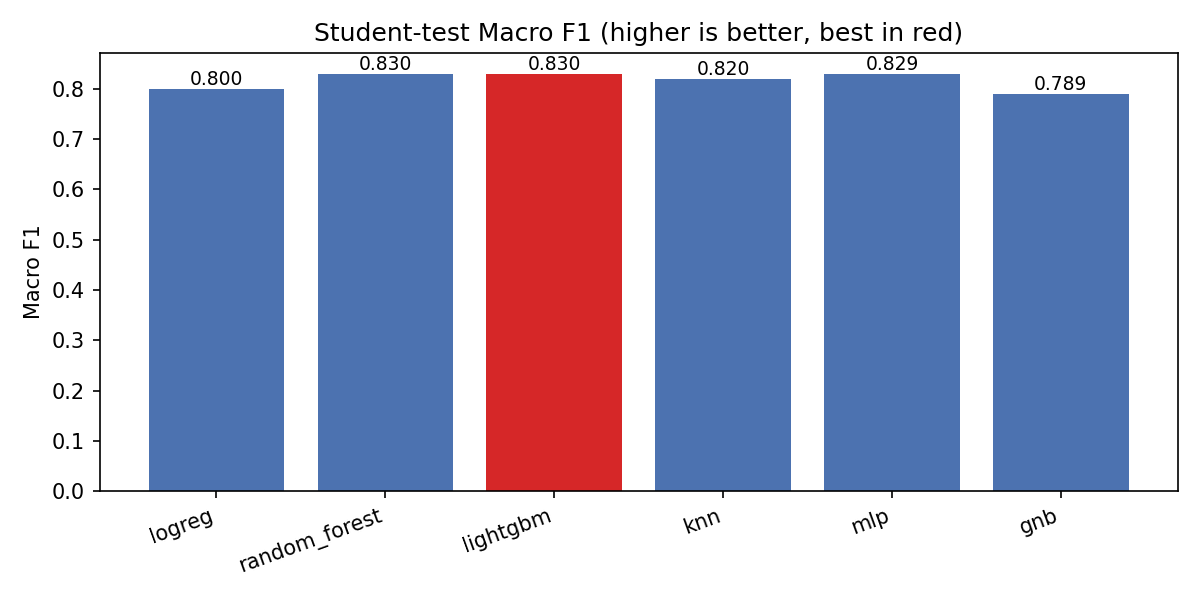 Student-test Macro F1 (higher is better, best in red)
0.800
0.830
0.830
0.820
0.829
0.789
Macro F1
0.8
0.7
0.6
0.5
0.4
0.3
0.2
0.1
0.0
logreg
random_forest
lightgbm
knn
mlp
gnb